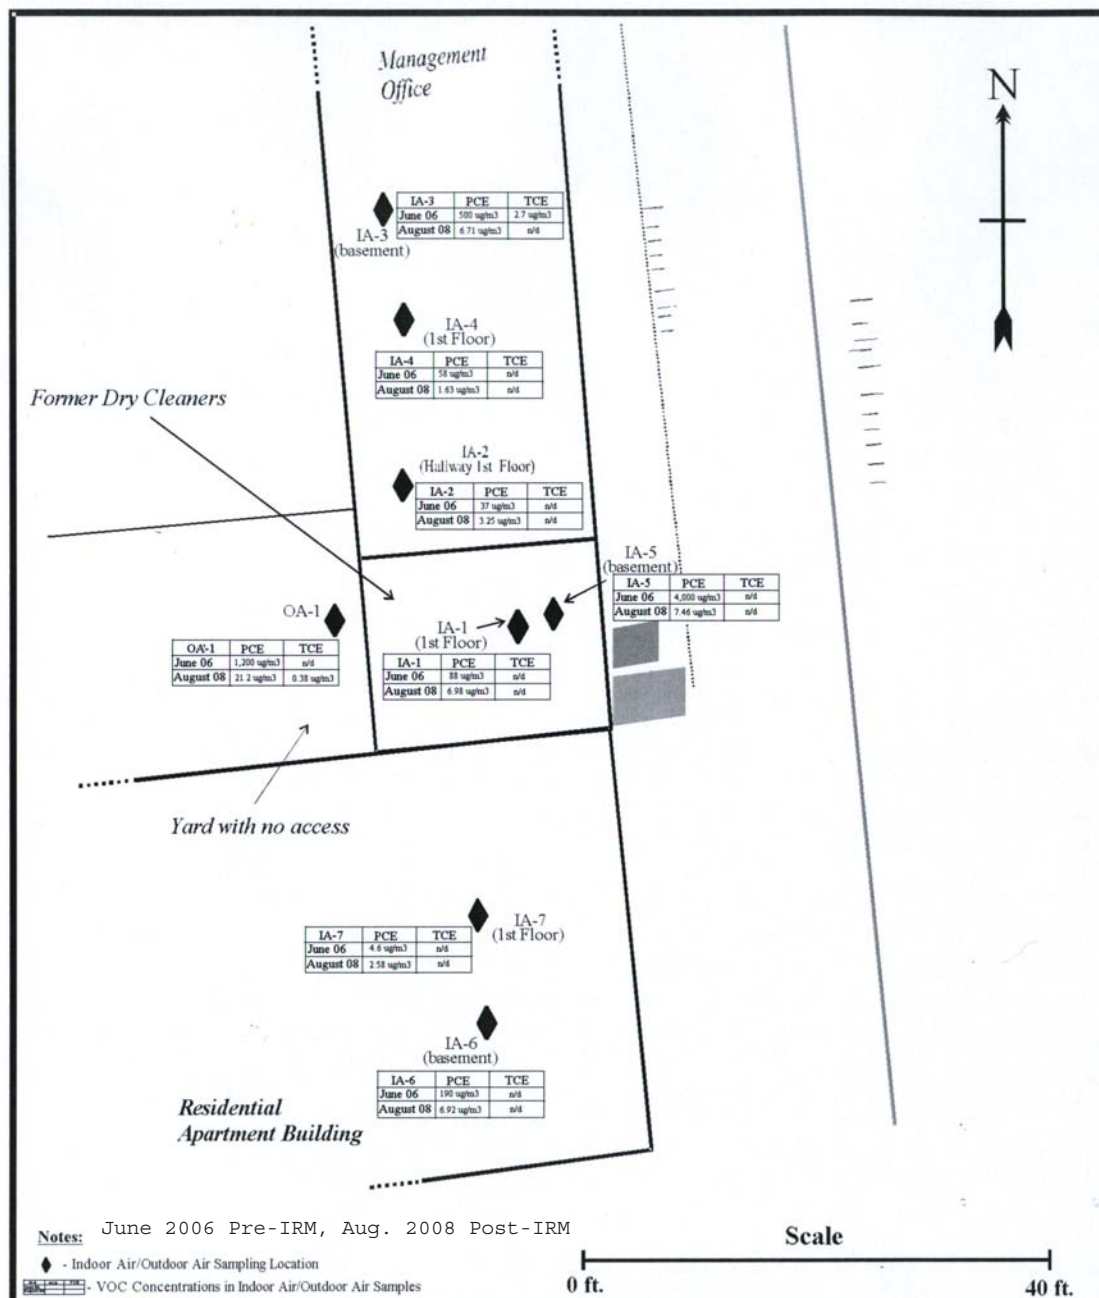 Management
Office
N
IA-3 PCE TCE
June 06 500 ug/m3 2.7 ug/m3
August 08 6.71 ug/m3 n/d
IA-3
(basement)
IA-4
(1st Floor)
IA-4 PCE TCE
June 06 58 ug/m3 n/d
August 08 1.63 ug/m3 n/d
Former Dry Cleaners
IA-2
(Hallway 1st Floor)
IA-2 PCE TCE
June 06 37 ug/m3 n/d
August 08 3.25 ug/m3 n/d
IA-5
(basement)
IA-5 PCE TCE
June 06 4,000 ug/m3 n/d
August 08 7.46 ug/m3 n/d
OA-1
OA-1 PCE TCE
June 06 1,200 ug/m3 n/d
August 08 21.2 ug/m3 0.38 ug/m3
IA-1
(1st Floor)
IA-1 PCE TCE
June 06 88 ug/m3 n/d
August 08 6.98 ug/m3 n/d
Yard with no access
IA-7
(1st Floor)
IA-7 PCE TCE
June 06 4.6 ug/m3 n/d
August 08 2.58 ug/m3 n/d
IA-6
(basement)
IA-6 PCE TCE
June 06 190 ug/m3 n/d
August 08 6.92 ug/m3 n/d
Residential
Apartment Building
Notes: June 2006 Pre-IRM, Aug. 2008 Post-IRM
- Indoor Air/Outdoor Air Sampling Location
- VOC Concentrations in Indoor Air/Outdoor Air Samples
Scale
0 ft. 40 ft.